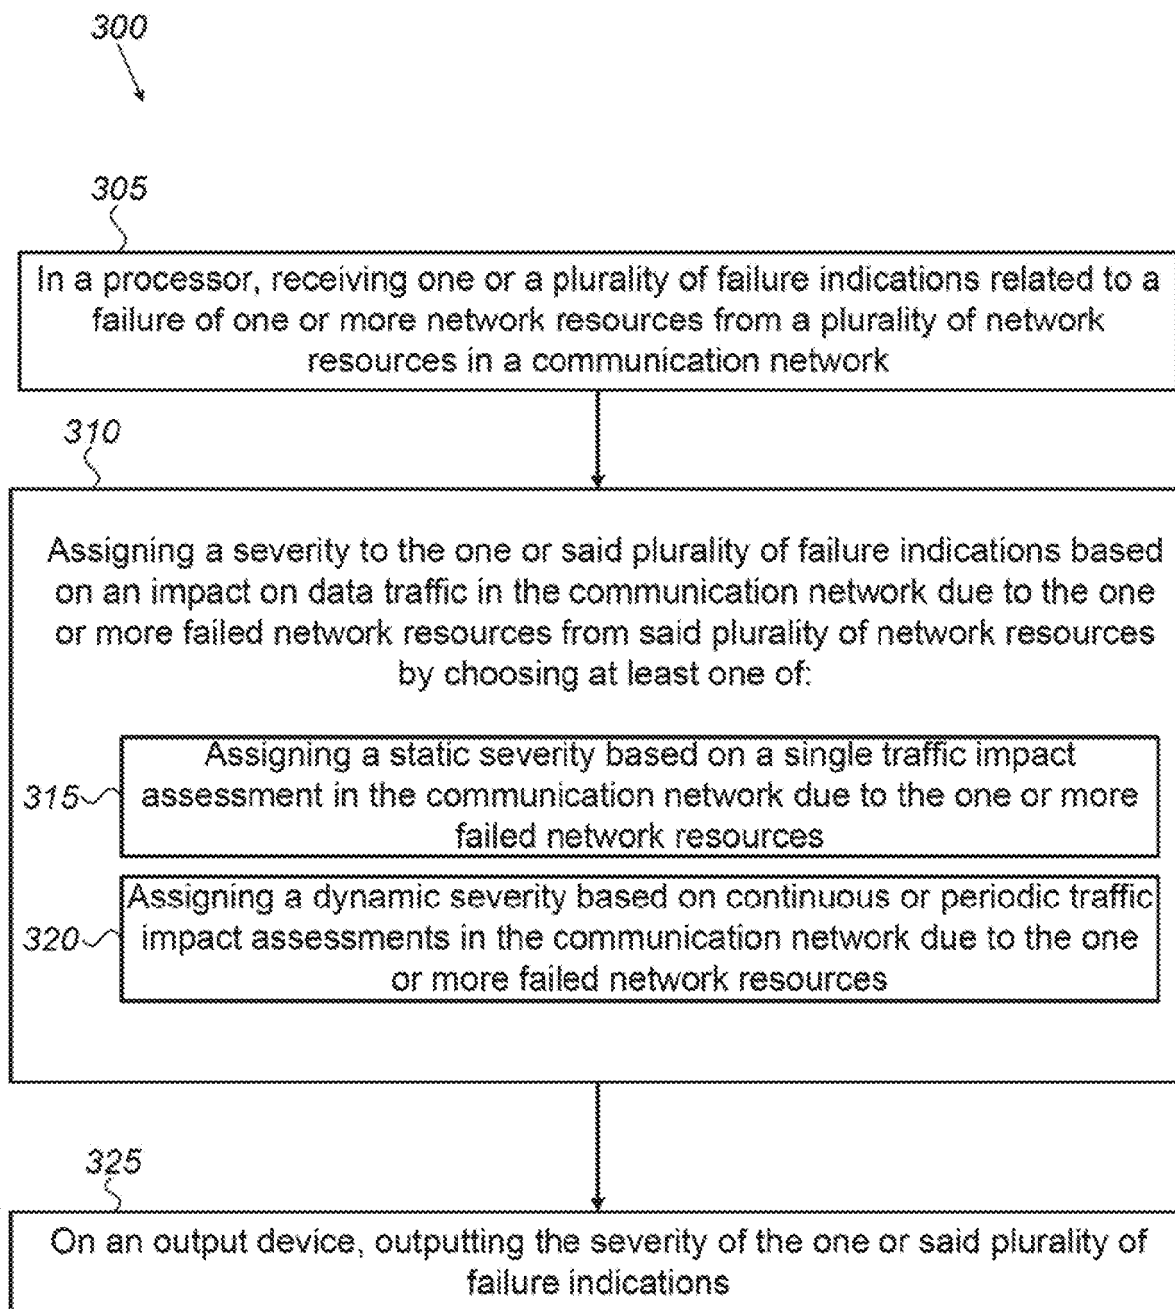 300
305
In a processor, receiving one or a plurality of failure indications related to a
failure of one or more network resources from a plurality of network
resources in a communication network
310
Assigning a severity to the one or said plurality of failure indications based
on an impact on data traffic in the communication network due to the one
or more failed network resources from said plurality of network resources
by choosing at least one of:
315
Assigning a static severity based on a single traffic impact
assessment in the communication network due to the one or more
failed network resources
320
Assigning a dynamic severity based on continuous or periodic traffic
impact assessments in the communication network due to the one
or more failed network resources
325
On an output device, outputting the severity of the one or said plurality of
failure indications